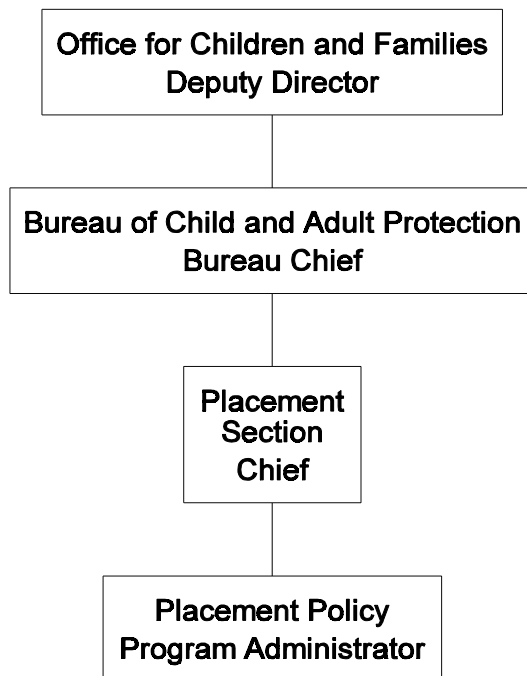 Office for Children and Families
Deputy Director
Bureau of Child and Adult Protection
Bureau Chief
Placement
Section
Chief
Placement Policy
Program Administrator